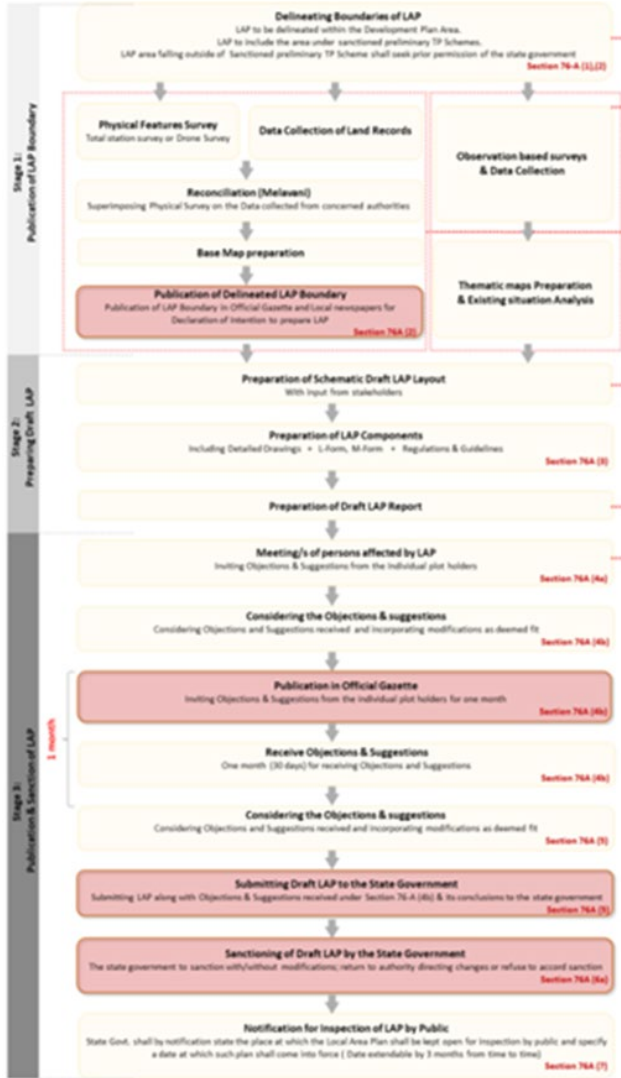 Stage 1:
Publication of LAP Boundary
Delineating Boundaries of LAP
LAP to be delineated within the Development Plan Area.
LAP to include the area under sanctioned preliminary TP Schemes.
LAP area falling outside of Sanctioned preliminary TP Scheme shall seek prior permission of the state government
Section 76-A (1),(2)
Physical Features Survey
Total station survey or Drone Survey
Data Collection of Land Records
Observation based surveys
& Data Collection
Reconciliation (Melavani)
Superimposing Physical Survey on the Data collected from concerned authorities
Base Map preparation
Thematic maps Preparation
& Existing situation Analysis
Publication of Delineated LAP Boundary
Publication of LAP Boundary in Official Gazette and Local newspapers for
Declaration of Intention to prepare LAP
Section 76A (2)
Stage 2:
Preparing Draft LAP
Preparation of Schematic Draft LAP Layout
With input from stakeholders
Preparation of LAP Components
Including Detailed Drawings + L-Form, M-Form + Regulations & Guidelines
Section 76A (3)
Preparation of Draft LAP Report
Stage 3:
Publication & Sanction of LAP
Meeting/s of persons affected by LAP
Inviting Objections & Suggestions from the Individual plot holders
Section 76A (4a)
Considering the Objections & suggestions
Considering Objections and Suggestions received and incorporating modifications as deemed fit
Section 76A (4b)
1 month
Publication in Official Gazette
Inviting Objections & Suggestions from the Individual plot holders for one month
Section 76A (4b)
Receive Objections & Suggestions
One month (30 days) for receiving Objections and Suggestions
Section 76A (4b)
Considering the Objections & suggestions
Considering Objections and Suggestions received and incorporating modifications as deemed fit
Section 76A (5)
Submitting Draft LAP to the State Government
Submitting LAP along with Objections & Suggestions received under Section 76-A (4b) & its conclusions to the state government
Section 76A (5)
Sanctioning of Draft LAP by the State Government
The state government to sanction with/without modifications; return to authority directing changes or refuse to accord sanction
Section 76A (6a)
Notification for Inspection of LAP by Public
State Govt. shall by notification state the place at which the Local Area Plan shall be kept open for Inspection by public and specify
a date at which such plan shall come into force ( Date extendable by 3 months from time to time)
Section 76A (7)